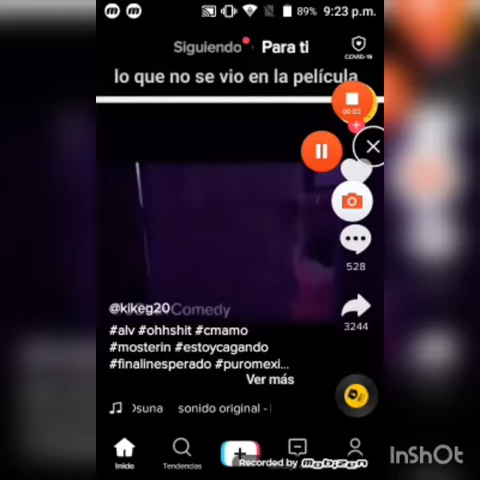 89% 9:23 p.m.
Siguiendo Para ti
COVID-19
lo que no se vio en la película
00:02
528
@kikeg20 Comedy
3244
#alv #ohhshit #cmamo
#mosterin #estoycagando
#finalinesperado #puromexi...
Ver más
Osuna sonido original -
Inicio
Tendencias
Recorded by Mobizen
InShOt